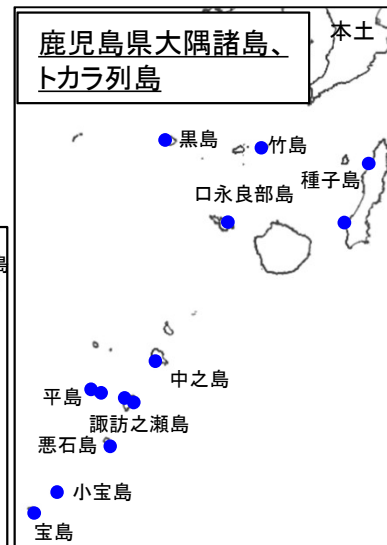 鹿児島県大隅諸島、
トカラ列島
本土
黒島
竹島
種子島
口永良部島
島
中之島
平島
諏訪之瀬島
悪石島
小宝島
宝島